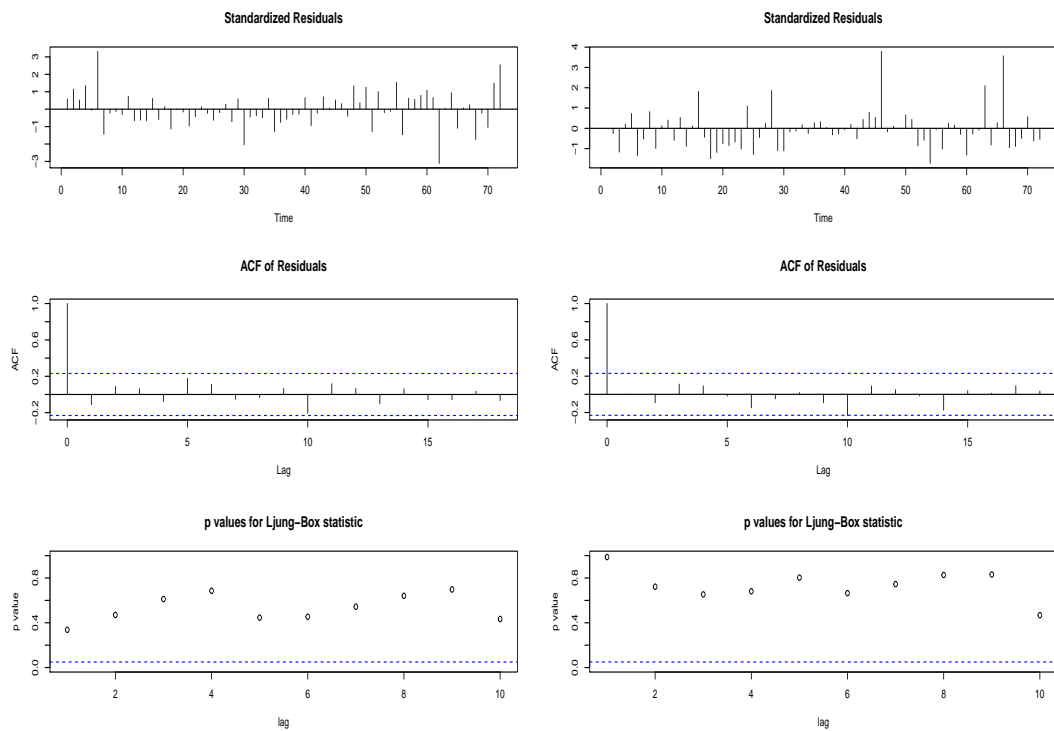 Standardized Residuals
3
1
−1
−3
0 10 20 30 40 50 60 70
Time
ACF of Residuals
ACF
1.0
0.6
0.2
−0.2
0 5 10 15
Lag
p values for Ljung−Box statistic
p value
0.8
0.4
0.0
2 4 6 8 10
lag
Standardized Residuals
4
3
2
1
0
−1
0 10 20 30 40 50 60 70
Time
ACF of Residuals
ACF
1.0
0.6
0.2
−0.2
0 5 10 15
Lag
p values for Ljung−Box statistic
p value
0.8
0.4
0.0
2 4 6 8 10
lag